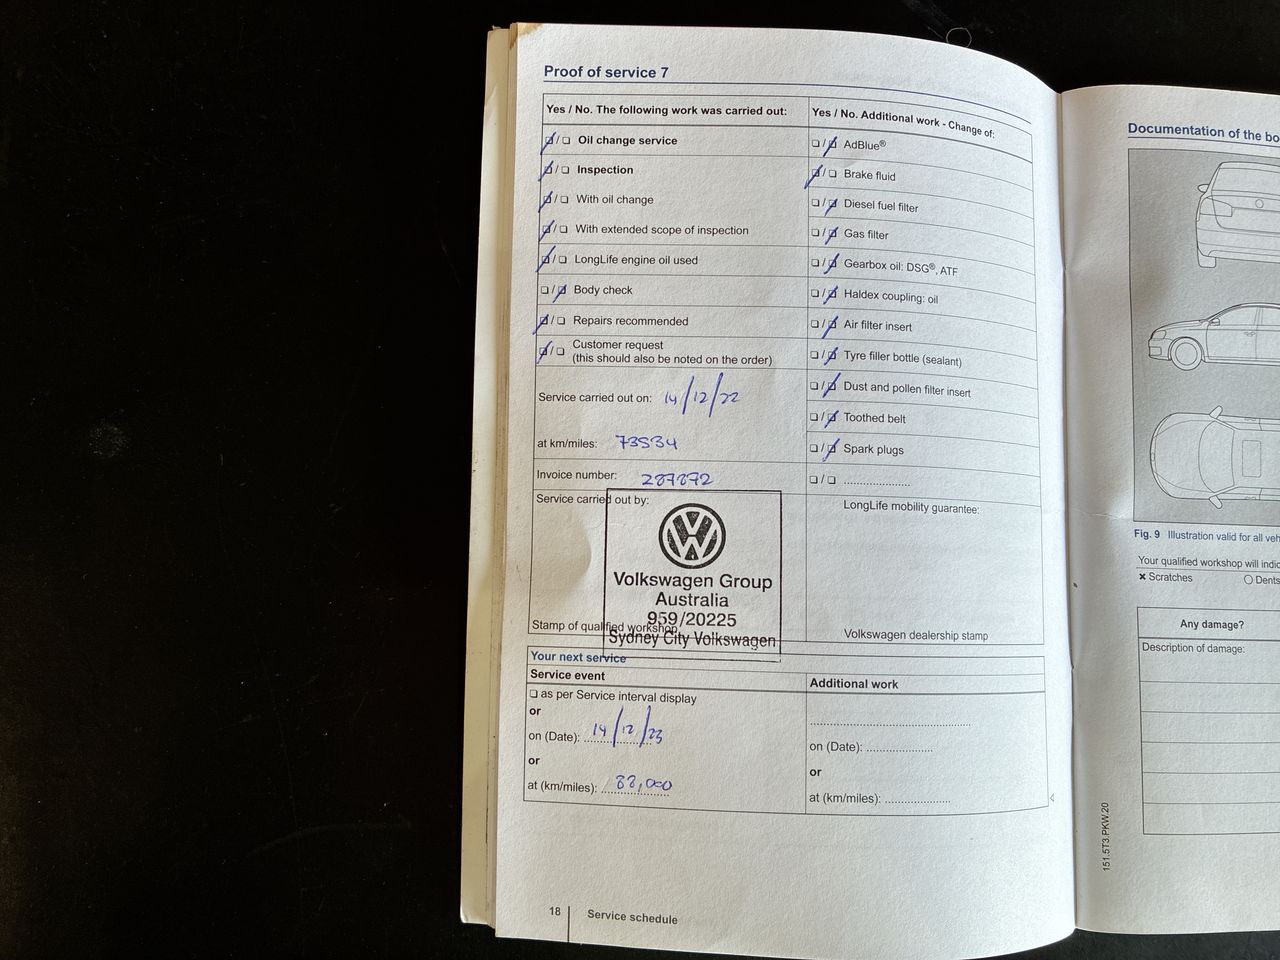 Proof of service 7
Yes / No. The following work was carried out:
Yes / No. Additional work - Change of:
Oil change service
Inspection
With oil change
With extended scope of inspection
LongLife engine oil used
Body check
Repairs recommended
Customer request
(this should also be noted on the order)
AdBlue®
Brake fluid
Diesel fuel filter
Gas filter
Gearbox oil: DSG®, ATF
Haldex coupling: oil
Air filter insert
Tyre filler bottle (sealant)
Dust and pollen filter insert
Toothed belt
Spark plugs
Service carried out on: 14/12/22
at km/miles: 73534
Invoice number: 287872
Service carried out by:
VW
Volkswagen Group
Australia
959/20225
Sydney City Volkswagen
Stamp of qualified workshop
LongLife mobility guarantee:
Volkswagen dealership stamp
Your next service
Service event
as per Service interval display
or
on (Date): 14/12/23
or
at (km/miles): 88,000
Additional work
on (Date):
or
at (km/miles):
18
Service schedule
Documentation of the bo
Fig. 9 Illustration valid for all veh
Your qualified workshop will indic
Scratches
Dents
Any damage?
Description of damage:
151.5T3.PKW.20